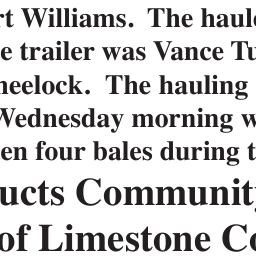 rt Williams. The haule
e trailer was Vance Tu
heelock. The hauling
Wednesday morning w
en four bales during t
ucts Community
of Limestone Co